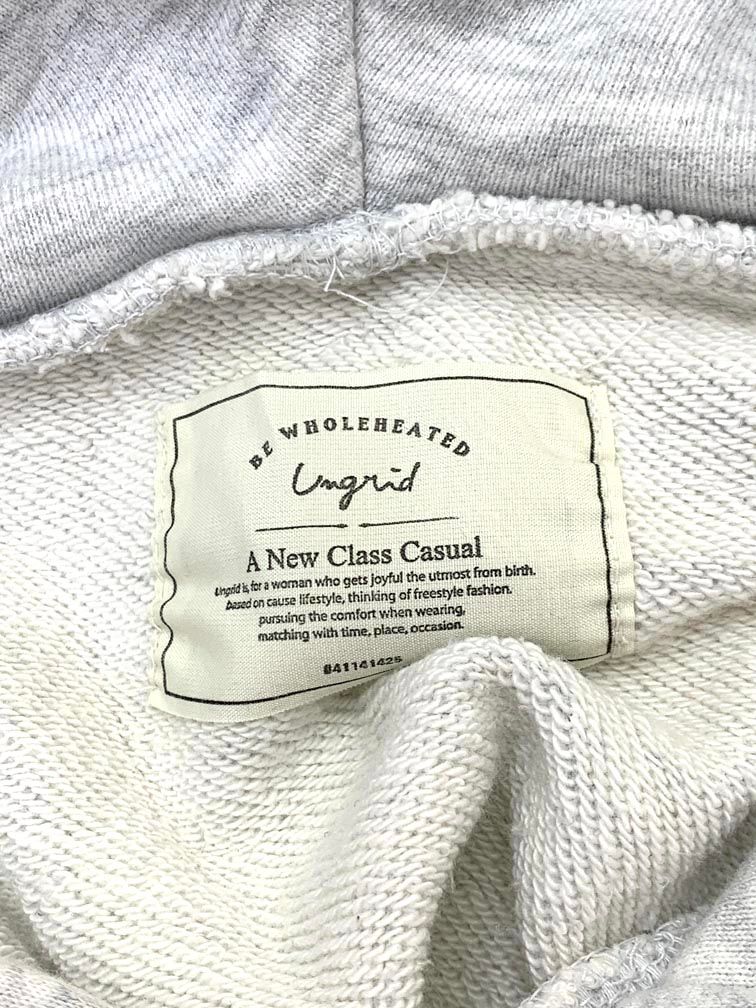 BE WHOLEHEATED
Ungrid
A New Class Casual
Ungrid is, for a woman who gets joyful the utmost from birth.
based on cause lifestyle, thinking of freestyle fashion.
pursuing the comfort when wearing,
matching with time, place, occasion.
841141425